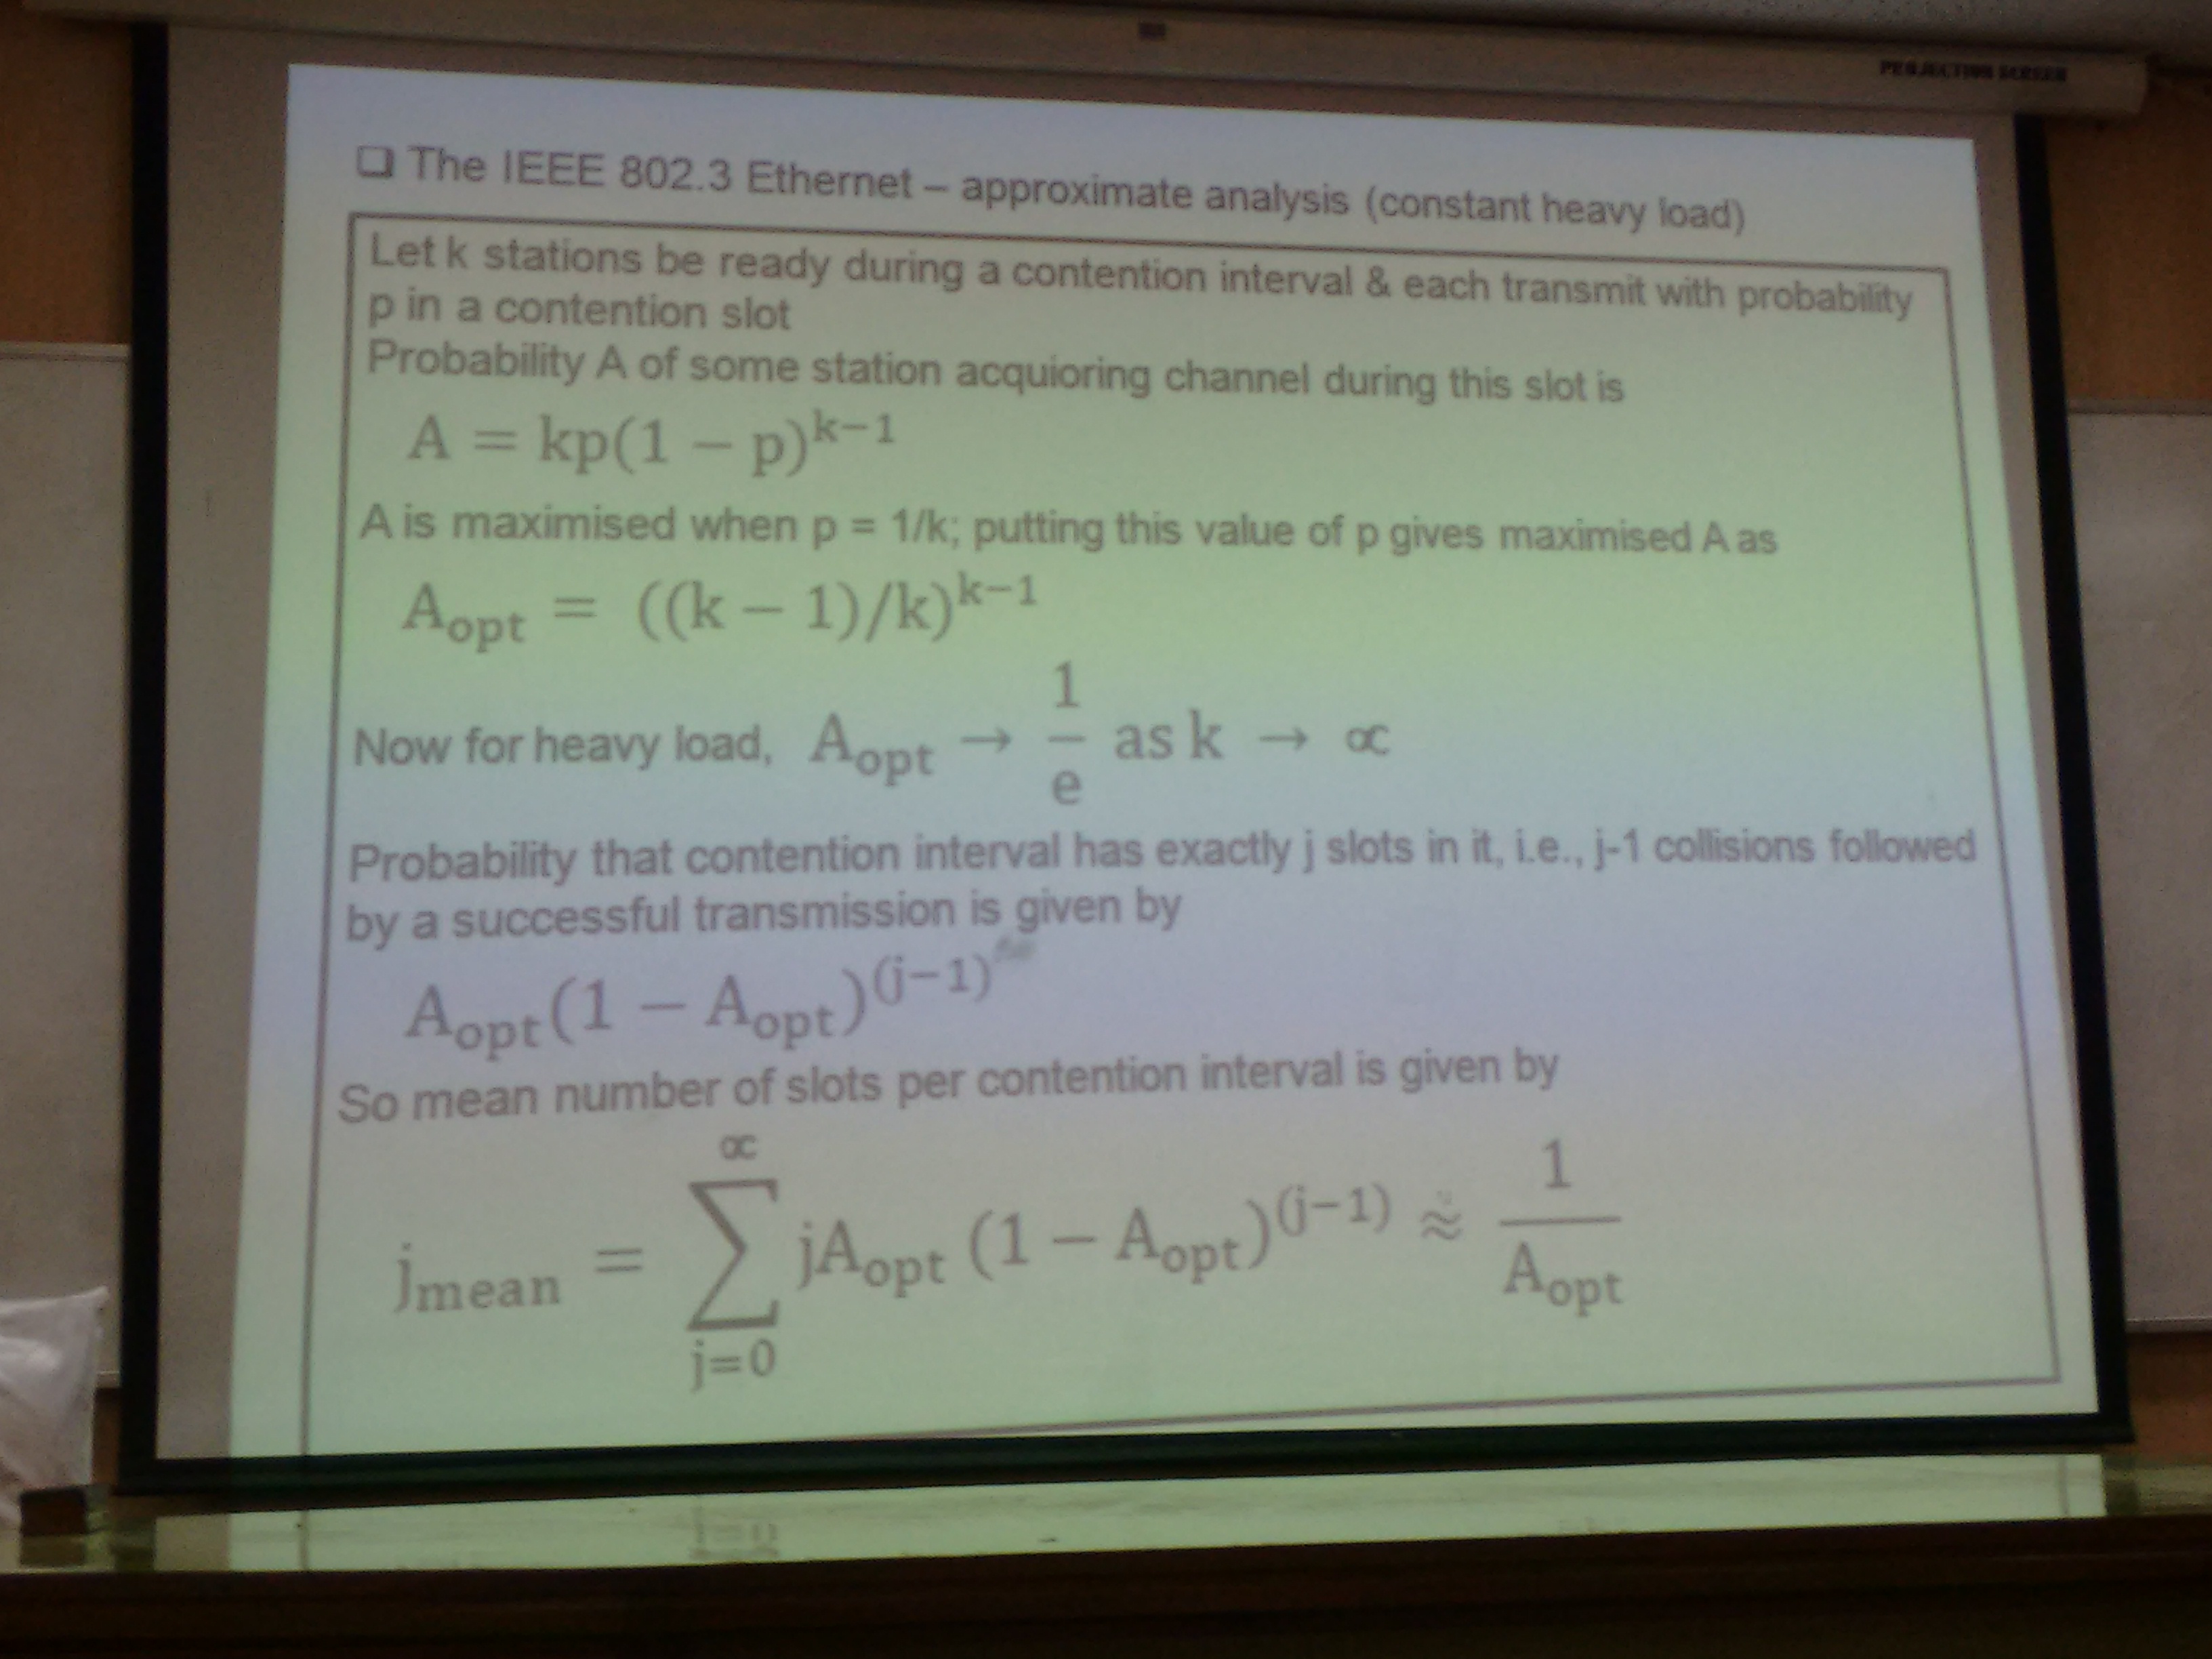 PROJECTION SCREEN
❑ The IEEE 802.3 Ethernet – approximate analysis (constant heavy load)
Let k stations be ready during a contention interval & each transmit with probability
p in a contention slot
Probability A of some station acquioring channel during this slot is
A = kp(1 − p)^{k−1}
A is maximised when p = 1/k; putting this value of p gives maximised A as
A_{opt} = ((k − 1)/k)^{k−1}
Now for heavy load, A_{opt} → \frac{1}{e} as k → ∝
Probability that contention interval has exactly j slots in it, i.e., j-1 collisions followed
by a successful transmission is given by
A_{opt}(1 − A_{opt})^{(j−1)}
So mean number of slots per contention interval is given by
j_{mean} = \sum_{j=0}^{∝} jA_{opt} (1 − A_{opt})^{(j−1)} ≈ \frac{1}{A_{opt}}